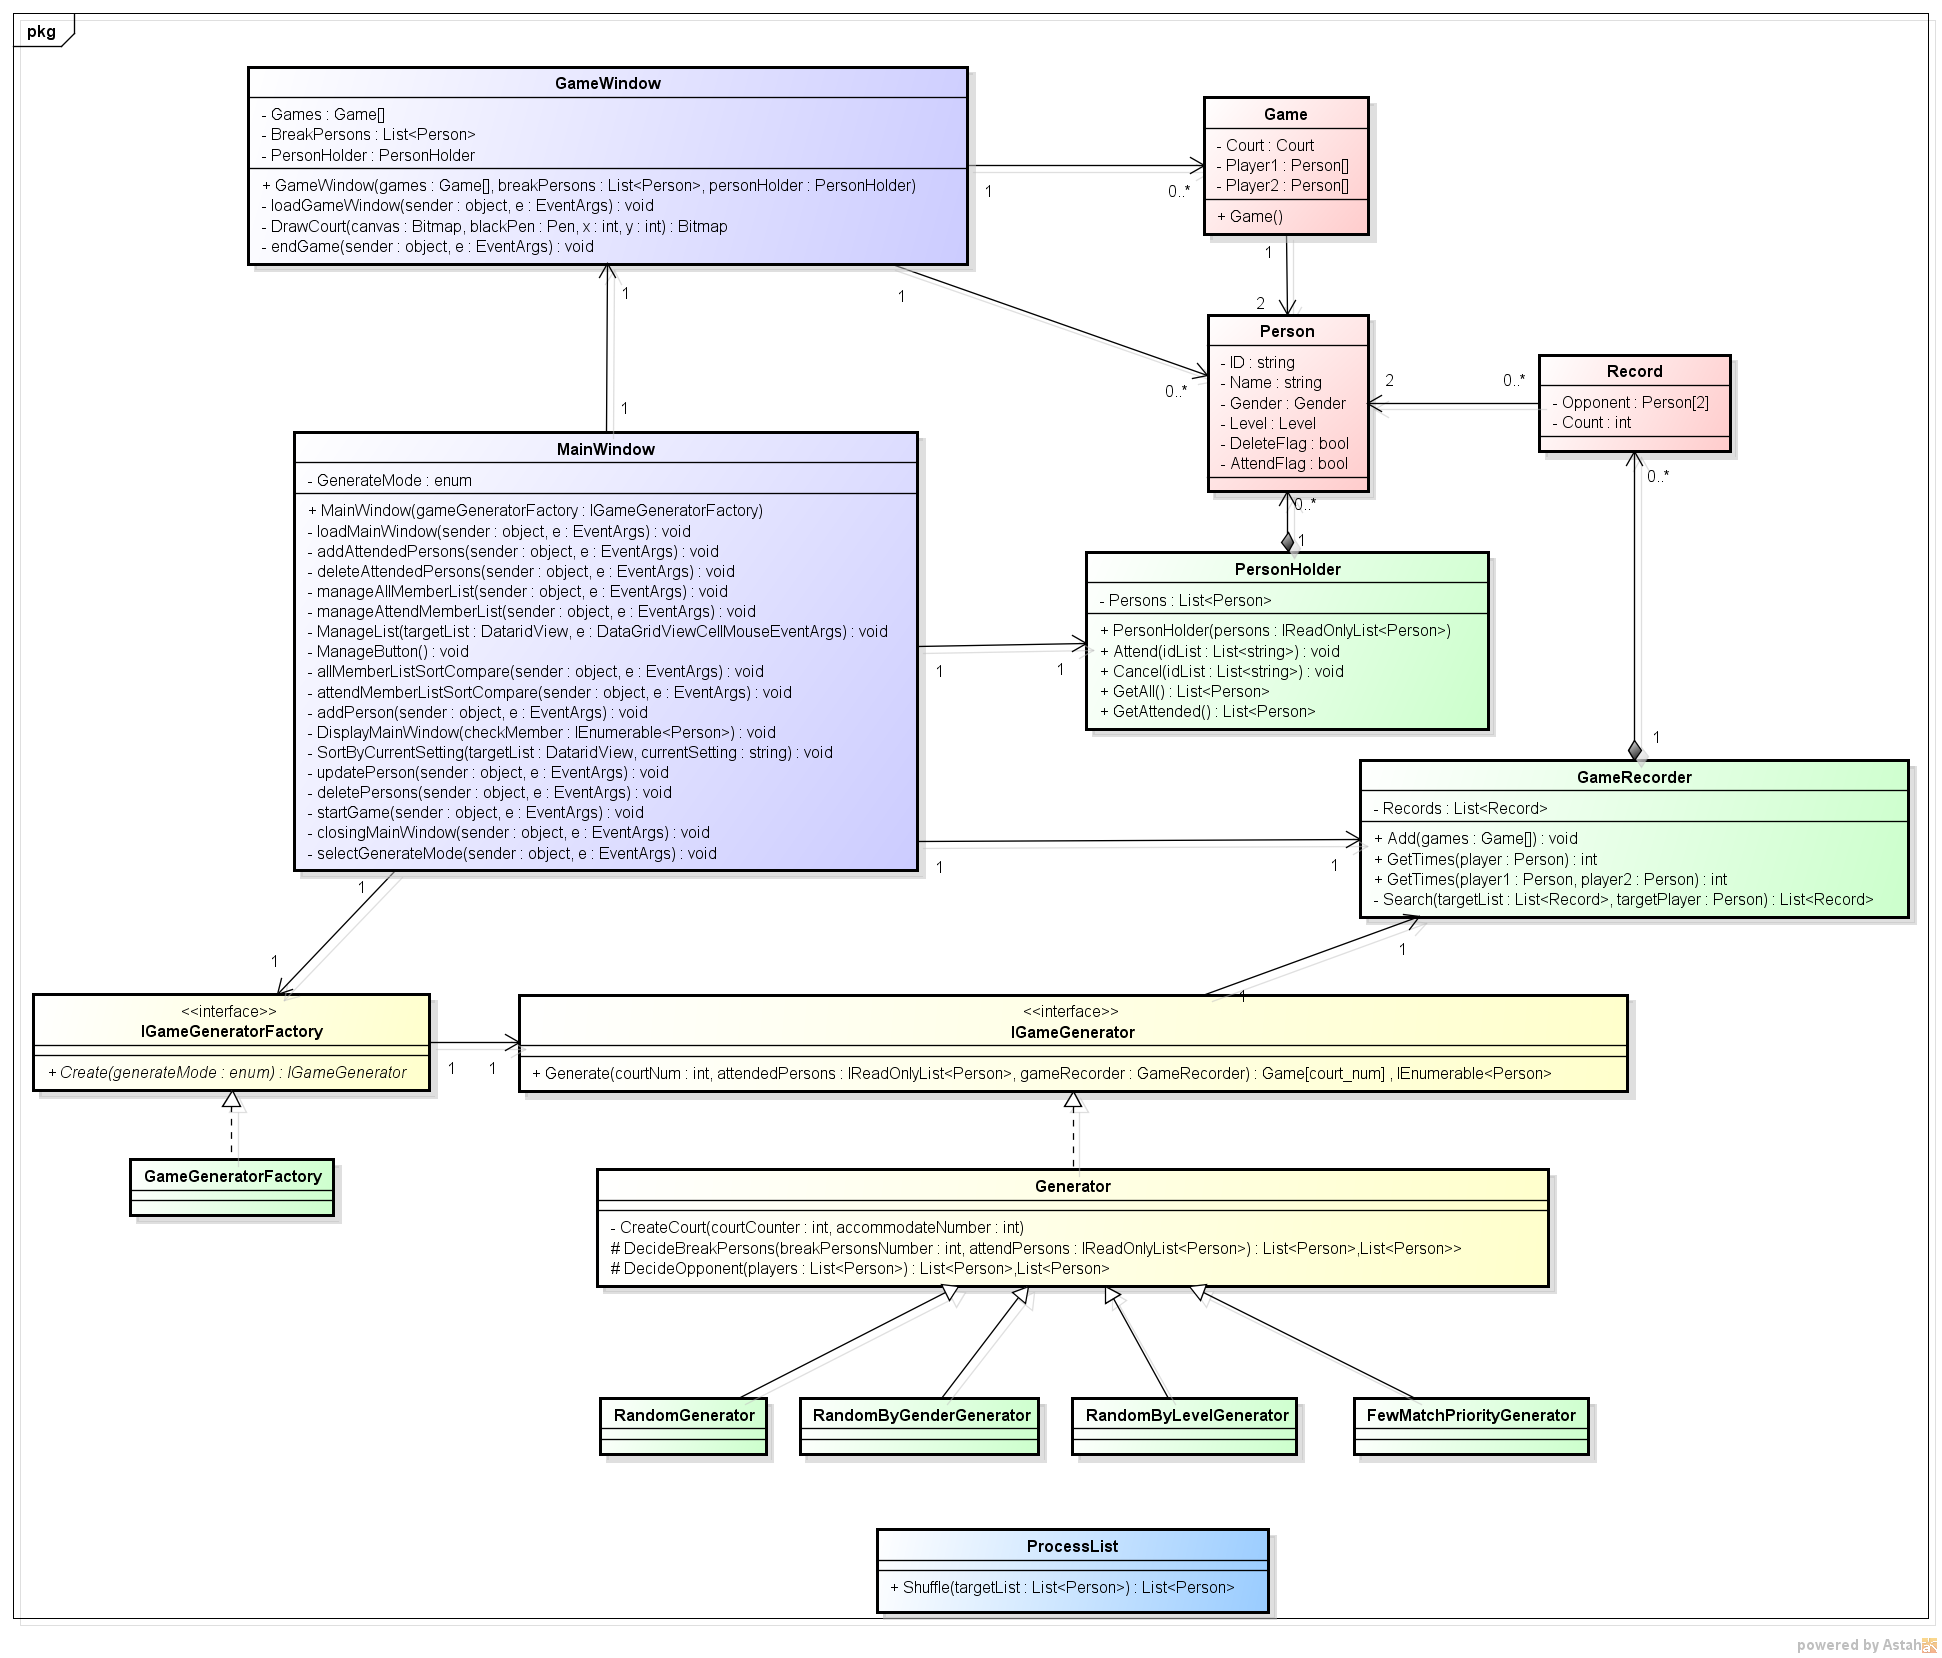 pkg
GameWindow
- Games : Game[]
- BreakPersons : List<Person>
- PersonHolder : PersonHolder
+ GameWindow(games : Game[], breakPersons : List<Person>, personHolder : PersonHolder)
- loadGameWindow(sender : object, e : EventArgs) : void
- DrawCourt(canvas : Bitmap, blackPen : Pen, x : int, y : int) : Bitmap
- endGame(sender : object, e : EventArgs) : void
1
0..*
Game
- Court : Court
- Player1 : Person[]
- Player2 : Person[]
+ Game()
1
2
1
0..*
1
1
Person
- ID : string
- Name : string
- Gender : Gender
- Level : Level
- DeleteFlag : bool
- AttendFlag : bool
2
0..*
Record
- Opponent : Person[2]
- Count : int
0..*
1
0..*
1
MainWindow
- GenerateMode : enum
+ MainWindow(gameGeneratorFactory : IGameGeneratorFactory)
- loadMainWindow(sender : object, e : EventArgs) : void
- addAttendedPersons(sender : object, e : EventArgs) : void
- deleteAttendedPersons(sender : object, e : EventArgs) : void
- manageAllMemberList(sender : object, e : EventArgs) : void
- manageAttendMemberList(sender : object, e : EventArgs) : void
- ManageList(targetList : DataridView, e : DataGridViewCellMouseEventArgs) : void
- ManageButton() : void
- allMemberListSortCompare(sender : object, e : EventArgs) : void
- attendMemberListSortCompare(sender : object, e : EventArgs) : void
- addPerson(sender : object, e : EventArgs) : void
- DisplayMainWindow(checkMember : IEnumerable<Person>) : void
- SortByCurrentSetting(targetList : DataridView, currentSetting : string) : void
- updatePerson(sender : object, e : EventArgs) : void
- deletePersons(sender : object, e : EventArgs) : void
- startGame(sender : object, e : EventArgs) : void
- closingMainWindow(sender : object, e : EventArgs) : void
- selectGenerateMode(sender : object, e : EventArgs) : void
1
1
PersonHolder
- Persons : List<Person>
+ PersonHolder(persons : IReadOnlyList<Person>)
+ Attend(idList : List<string>) : void
+ Cancel(idList : List<string>) : void
+ GetAll() : List<Person>
+ GetAttended() : List<Person>
1
1
GameRecorder
- Records : List<Record>
+ Add(games : Game[]) : void
+ GetTimes(player : Person) : int
+ GetTimes(player1 : Person, player2 : Person) : int
- Search(targetList : List<Record>, targetPlayer : Person) : List<Record>
1
1
1
1
<<interface>>
IGameGeneratorFactory
+ Create(generateMode : enum) : IGameGenerator
1
1
<<interface>>
IGameGenerator
+ Generate(courtNum : int, attendedPersons : IReadOnlyList<Person>, gameRecorder : GameRecorder) : Game[court_num] , IEnumerable<Person>
GameGeneratorFactory
Generator
- CreateCourt(courtCounter : int, accommodateNumber : int)
# DecideBreakPersons(breakPersonsNumber : int, attendPersons : IReadOnlyList<Person>) : List<Person>,List<Person>>
# DecideOpponent(players : List<Person>) : List<Person>,List<Person>
RandomGenerator
RandomByGenderGenerator
RandomByLevelGenerator
FewMatchPriorityGenerator
ProcessList
+ Shuffle(targetList : List<Person>) : List<Person>
powered by Astah